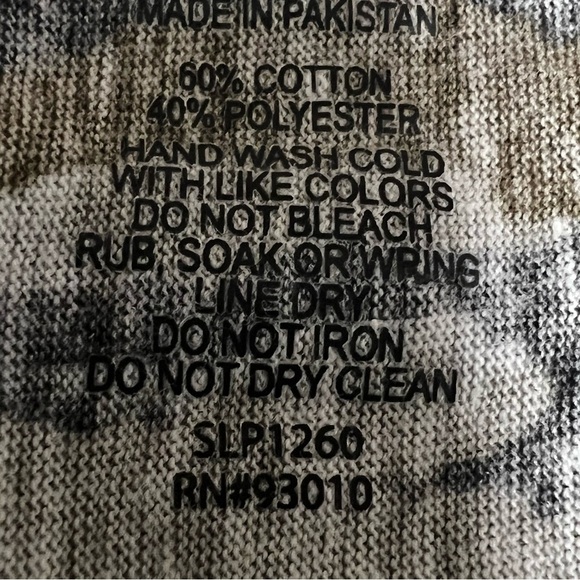 MADE IN PAKISTAN
60% COTTON
40% POLYESTER
HAND WASH COLD
WITH LIKE COLORS
DO NOT BLEACH
RUB, SOAK OR WRING
LINE DRY
DO NOT IRON
DO NOT DRY CLEAN
SLP1260
RN#93010